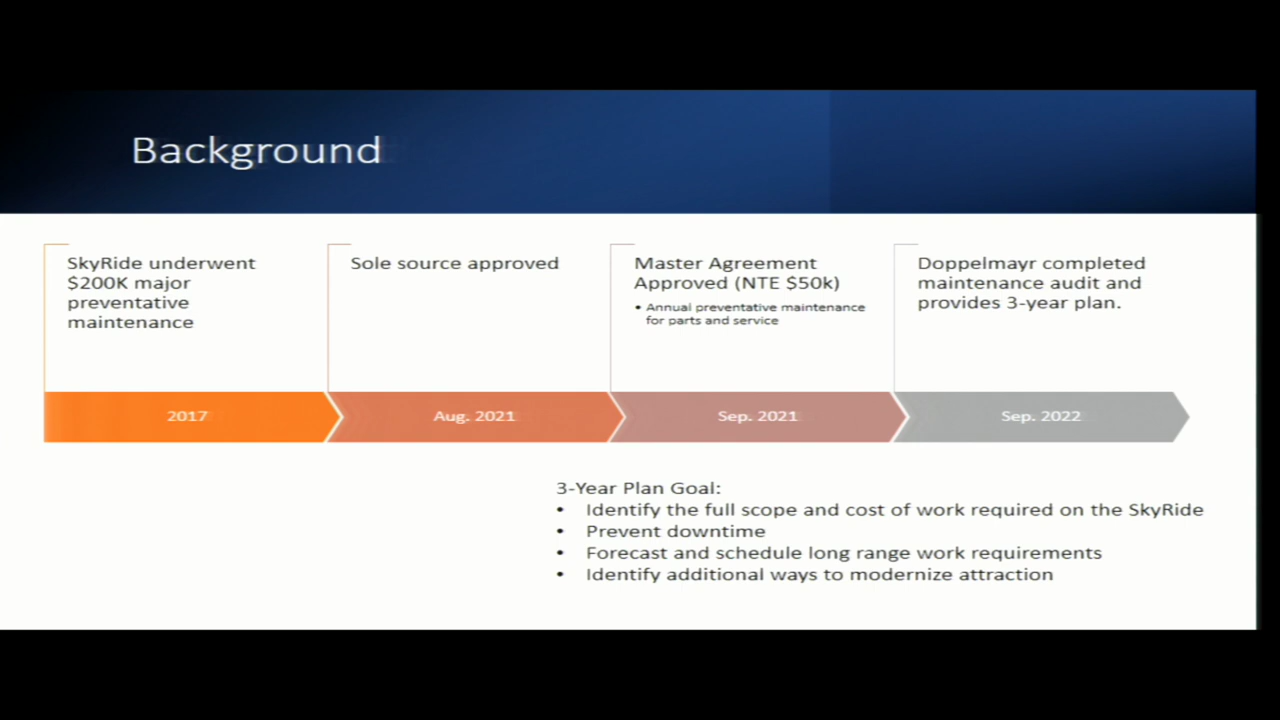 Background
SkyRide underwent
$200K major
preventative
maintenance
Sole source approved
Master Agreement
Approved (NTE $50k)
• Annual preventative maintenance
for parts and service
Doppelmayr completed
maintenance audit and
provides 3-year plan.
2017
Aug. 2021
Sep. 2021
Sep. 2022
3-Year Plan Goal:
• Identify the full scope and cost of work required on the SkyRide
• Prevent downtime
• Forecast and schedule long range work requirements
• Identify additional ways to modernize attraction